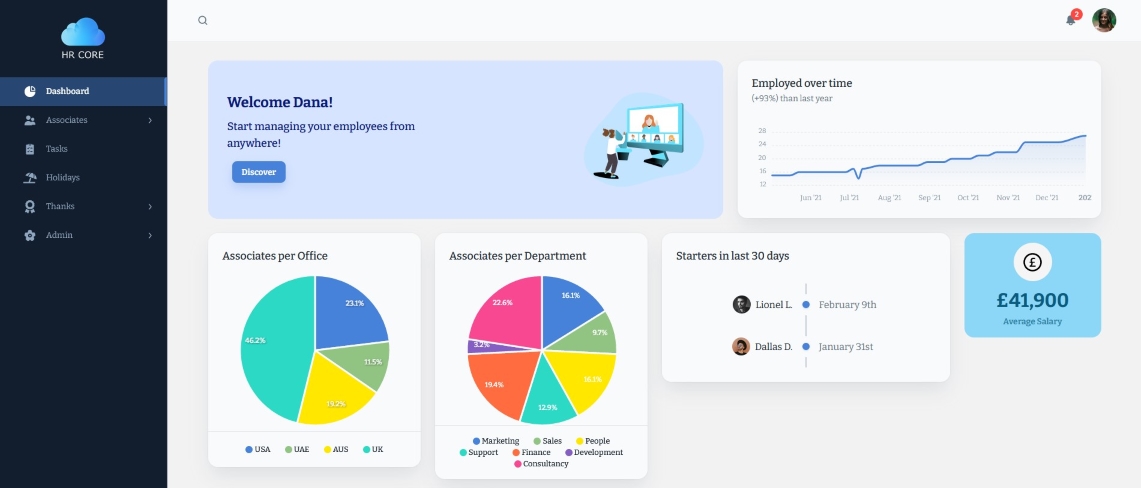 HR CORE
Dashboard
Associates
Tasks
Holidays
Thanks
Admin
2
Welcome Dana!
Start managing your employees from
anywhere!
Discover
Employed over time
(+93%) than last year
28
24
20
16
12
Jun '21 Jul '21 Aug '21 Sep '21 Oct '21 Nov '21 Dec '21 202
Associates per Office
23.1%
46.2%
11.5%
19.2%
USA UAE AUS UK
Associates per Department
16.1%
22.6%
9.7%
3.2%
16.1%
19.4%
12.9%
Marketing Sales People
Support Finance Development
Consultancy
Starters in last 30 days
Lionel L. February 9th
Dallas D. January 31st
£
£41,900
Average Salary